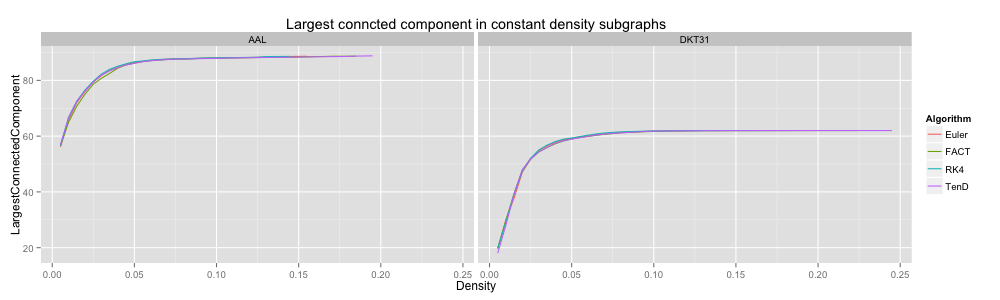 Largest conncted component in constant density subgraphs
AAL
DKT31
LargestConnectedComponent
80
60
40
20
0.00 0.05 0.10 0.15 0.20 0.25
0.00 0.05 0.10 0.15 0.20 0.25
Density
Algorithm
Euler
FACT
RK4
TenD